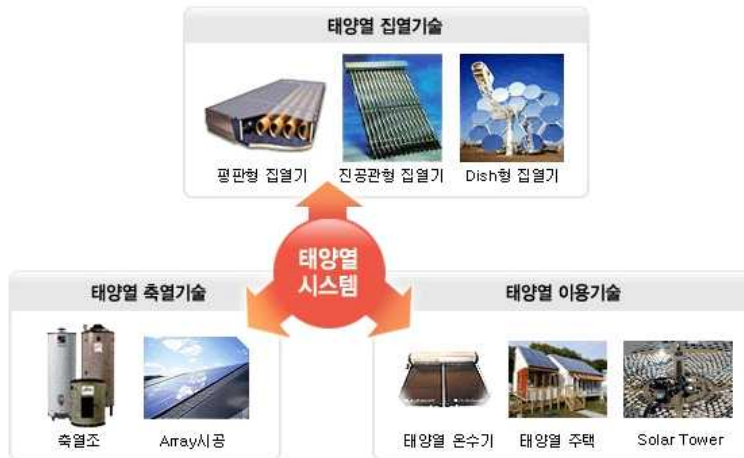 태양열 집열기술
평판형 집열기
진공관형 집열기
Dish형 집열기
태양열
시스템
태양열 축열기술
축열조
Array시공
태양열 이용기술
태양열 온수기
태양열 주택
Solar Tower